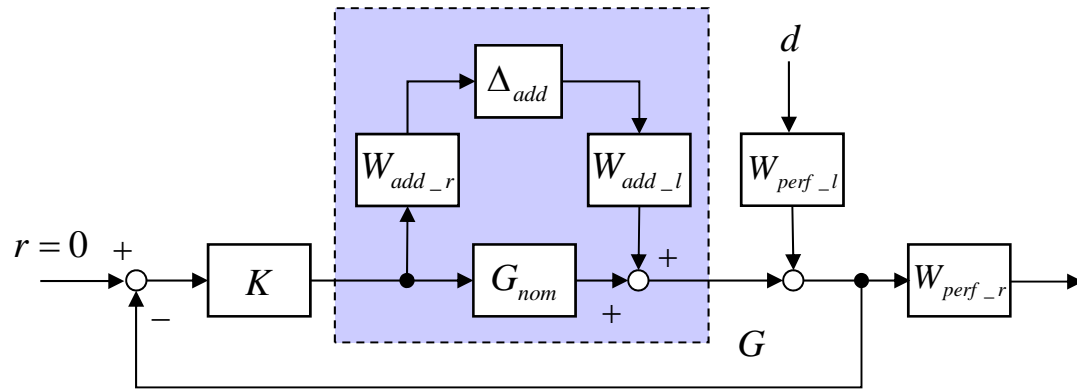 d
Δ_add
W_add_r
W_add_l
W_perf_l
r = 0
+
−
K
G_nom
+
+
W_perf_r
G